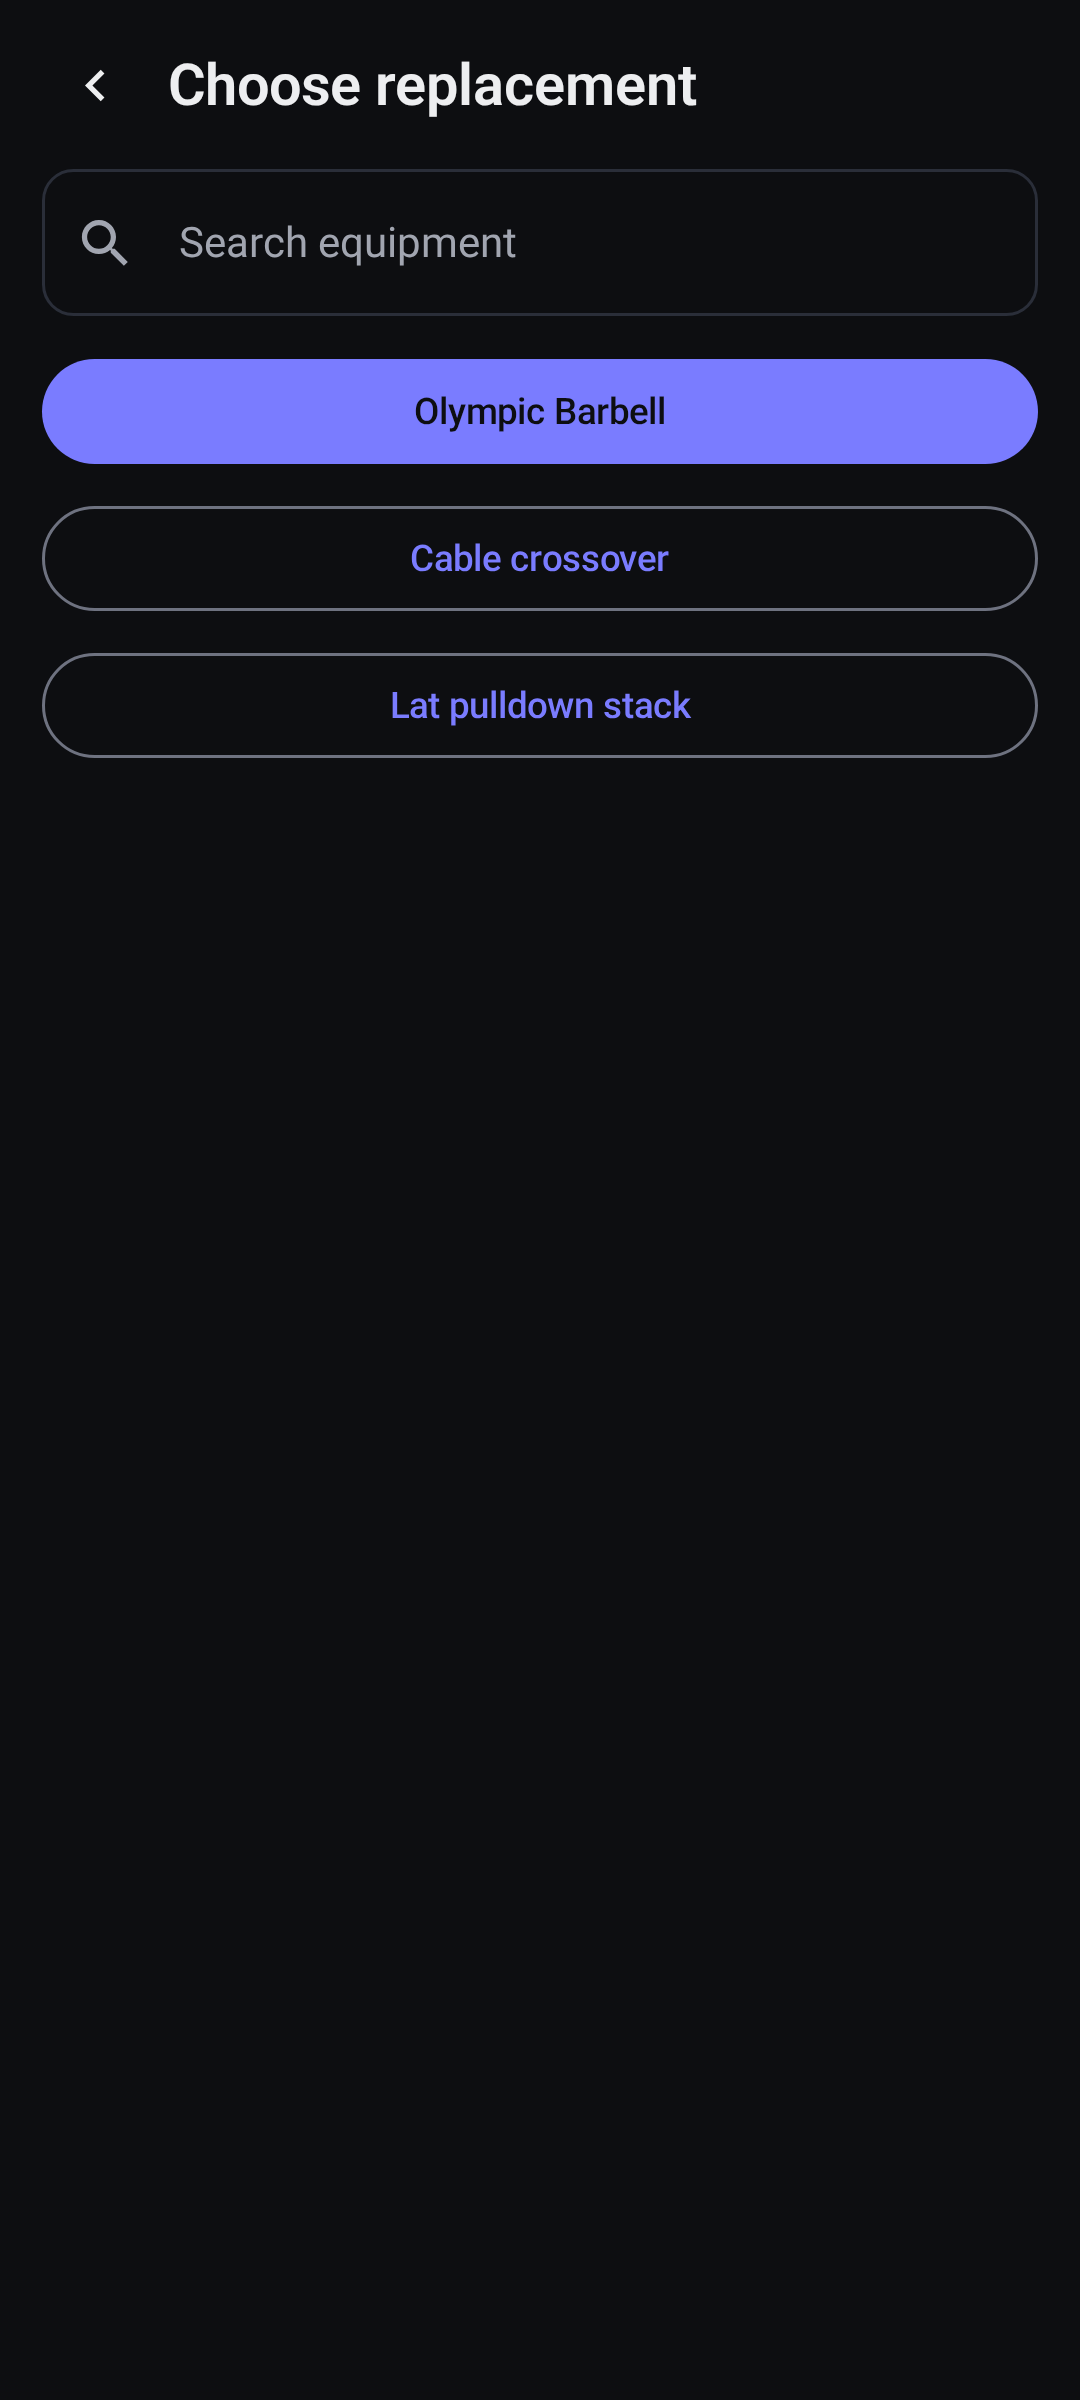 Choose replacement
Search equipment
Olympic Barbell
Cable crossover
Lat pulldown stack